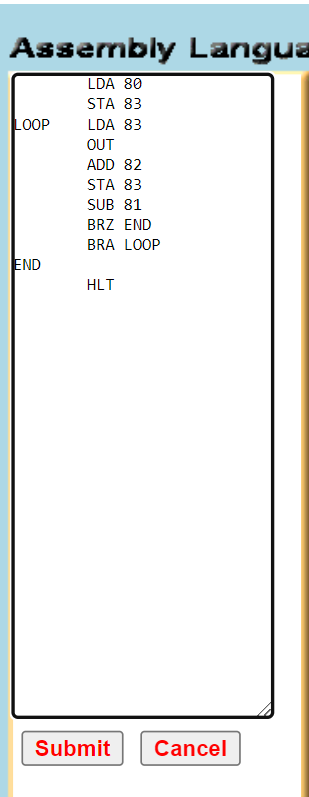 Assembly Langua
LDA 80
STA 83
LOOP LDA 83
OUT
ADD 82
STA 83
SUB 81
BRZ END
BRA LOOP
END
HLT
Submit Cancel